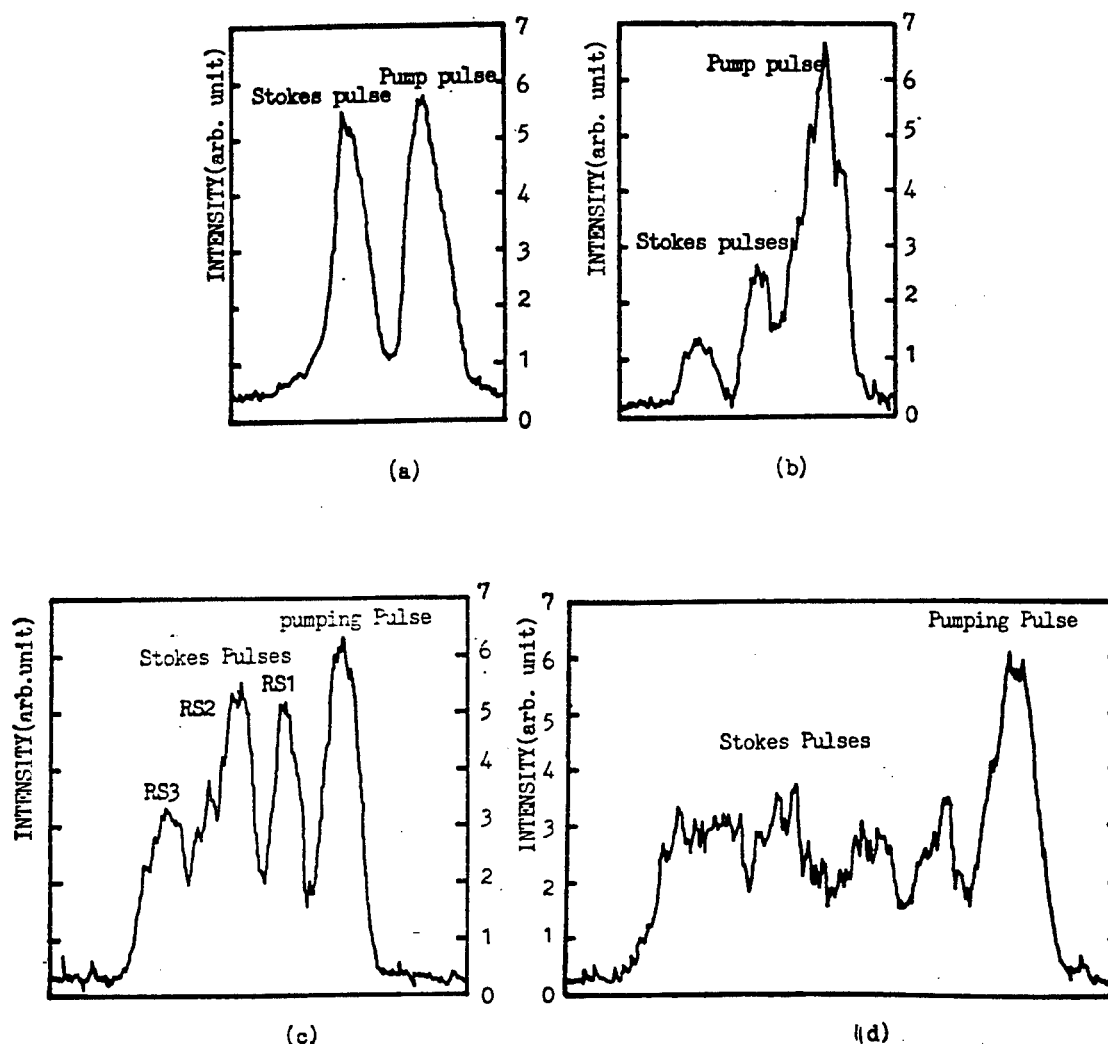 7
6
5
4
3
2
1
0
INTENSITY(arb. unit)
Stokes pulse
Pump pulse
(a)
7
6
5
4
3
2
1
0
INTENSITY(arb. unit)
Pump pulse
Stokes pulses
(b)
7
6
5
4
3
2
1
0
INTENSITY(arb.unit)
pumping Pulse
Stokes Pulses
RS1
RS2
RS3
(c)
7
6
5
4
3
2
1
0
INTENSITY(arb. unit)
Pumping Pulse
Stokes Pulses
(d)